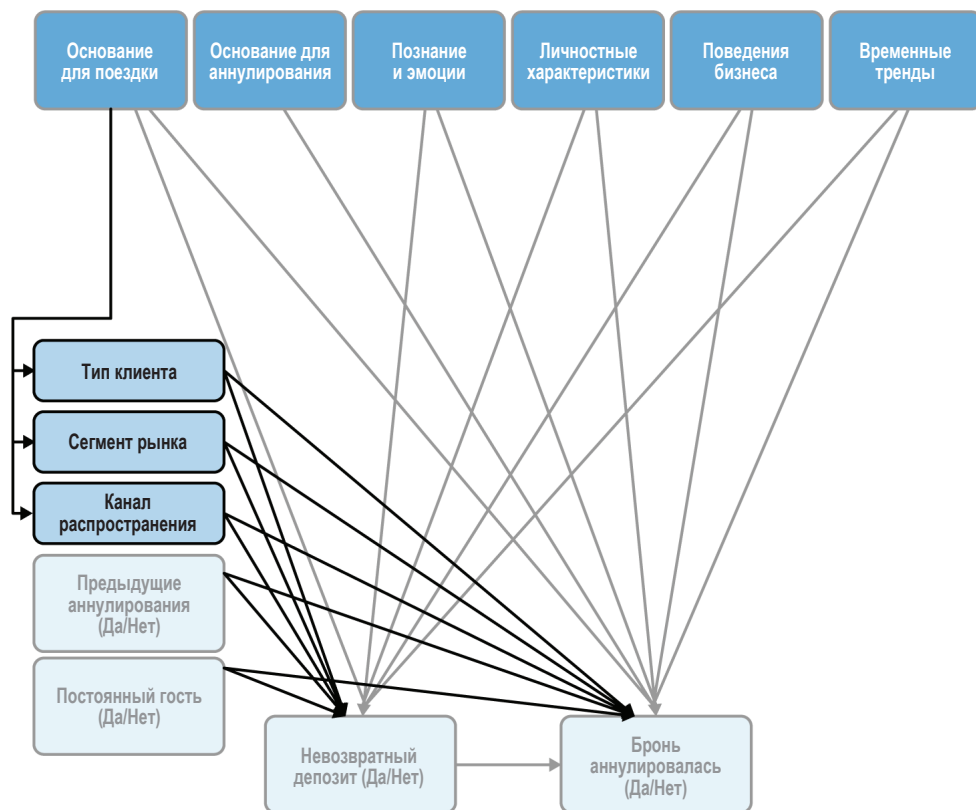 Основание
для поездки
Основание для
аннулирования
Познание
и эмоции
Личностные
характеристики
Поведения
бизнеса
Временные
тренды
Тип клиента
Сегмент рынка
Канал
распространения
Предыдущие
аннулирования
(Да/Нет)
Постоянный гость
(Да/Нет)
Невозвратный
депозит (Да/Нет)
Бронь
аннулировалась
(Да/Нет)